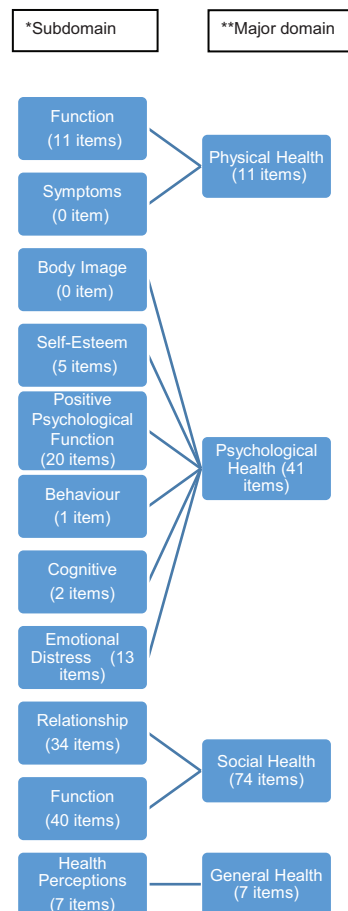 *Subdomain
**Major domain
Function
(11 items)
Symptoms
(0 item)
Physical Health
(11 items)
Body Image
(0 item)
Self-Esteem
(5 items)
Positive
Psychological
Function
(20 items)
Behaviour
(1 item)
Cognitive
(2 items)
Emotional
Distress (13
items)
Psychological
Health (41
items)
Relationship
(34 items)
Function
(40 items)
Social Health
(74 items)
Health
Perceptions
(7 items)
General Health
(7 items)